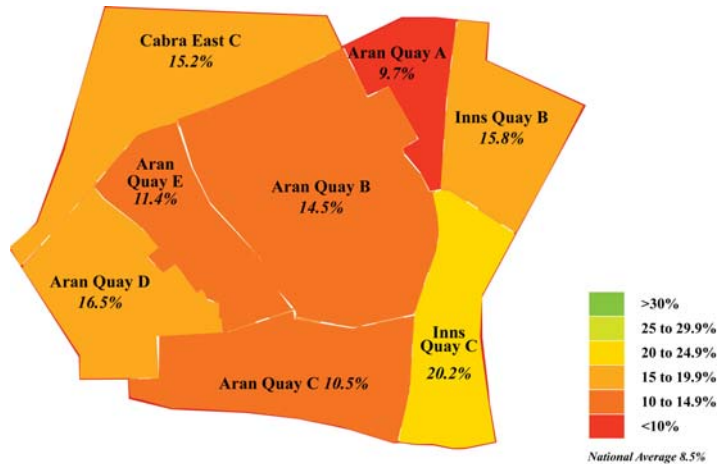 Cabra East C
15.2%
Aran Quay A
9.7%
Inns Quay B
15.8%
Aran
Quay E
11.4%
Aran Quay B
14.5%
Aran Quay D
16.5%
Inns
Quay C
20.2%
Aran Quay C 10.5%
>30%
25 to 29.9%
20 to 24.9%
15 to 19.9%
10 to 14.9%
<10%
National Average 8.5%